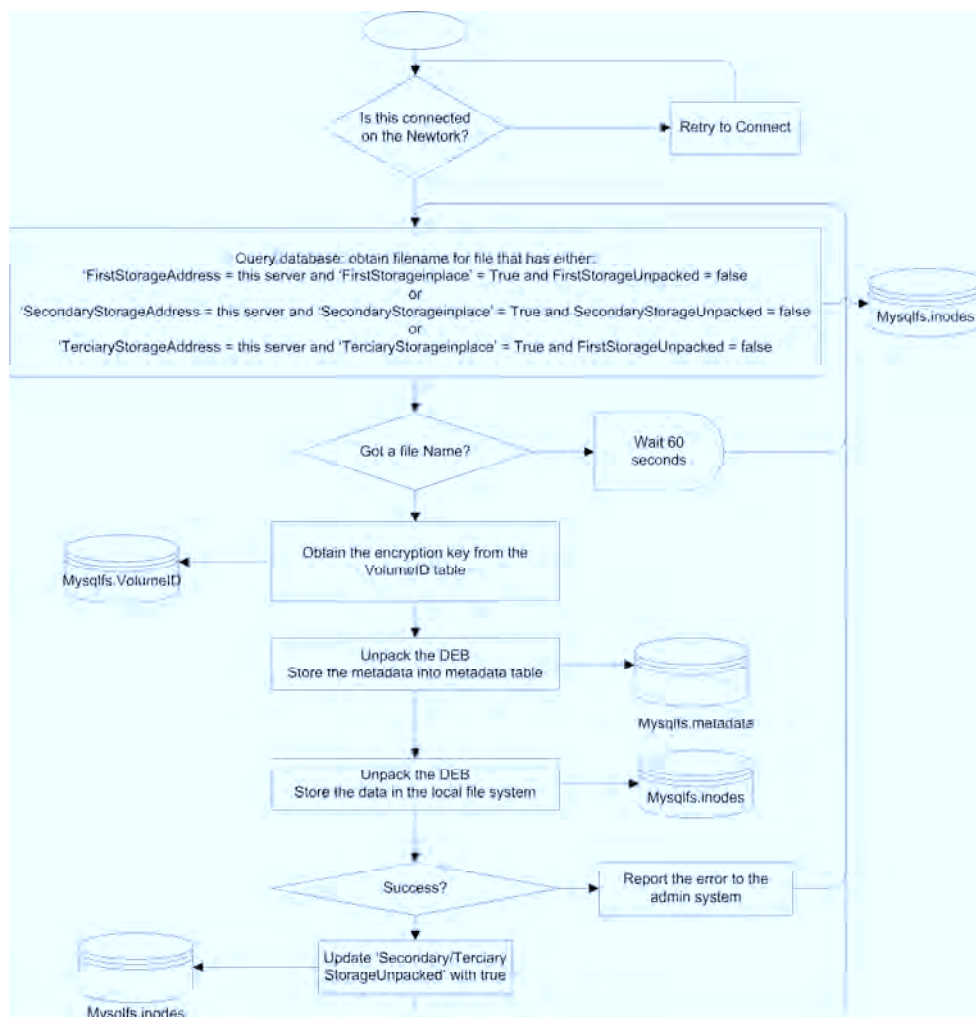 Is this connected
on the Newtork?
Retry to Connect
Query database: obtain filename for file that has either:
'FirstStorageAddress = this server and 'FirstStorageinplace' = True and FirstStorageUnpacked = false
or
'SecondaryStorageAddress = this server and 'SecondaryStorageinplace' = True and SecondaryStorageUnpacked = false
or
'TerciaryStorageAddress = this server and 'TerciaryStorageinplace' = True and FirstStorageUnpacked = false
Mysqlfs.inodes
Got a file Name?
Wait 60
seconds
Obtain the encryption key from the
VolumeID table
Mysqlfs.VolumeID
Unpack the DEB
Store the metadata into metadata table
Mysqlfs.metadata
Unpack the DEB
Store the data in the local file system
Mysqlfs.inodes
Success?
Report the error to the
admin system
Update 'Secondary/Terciary
StorageUnpacked' with true
Mysqlfs.inodes